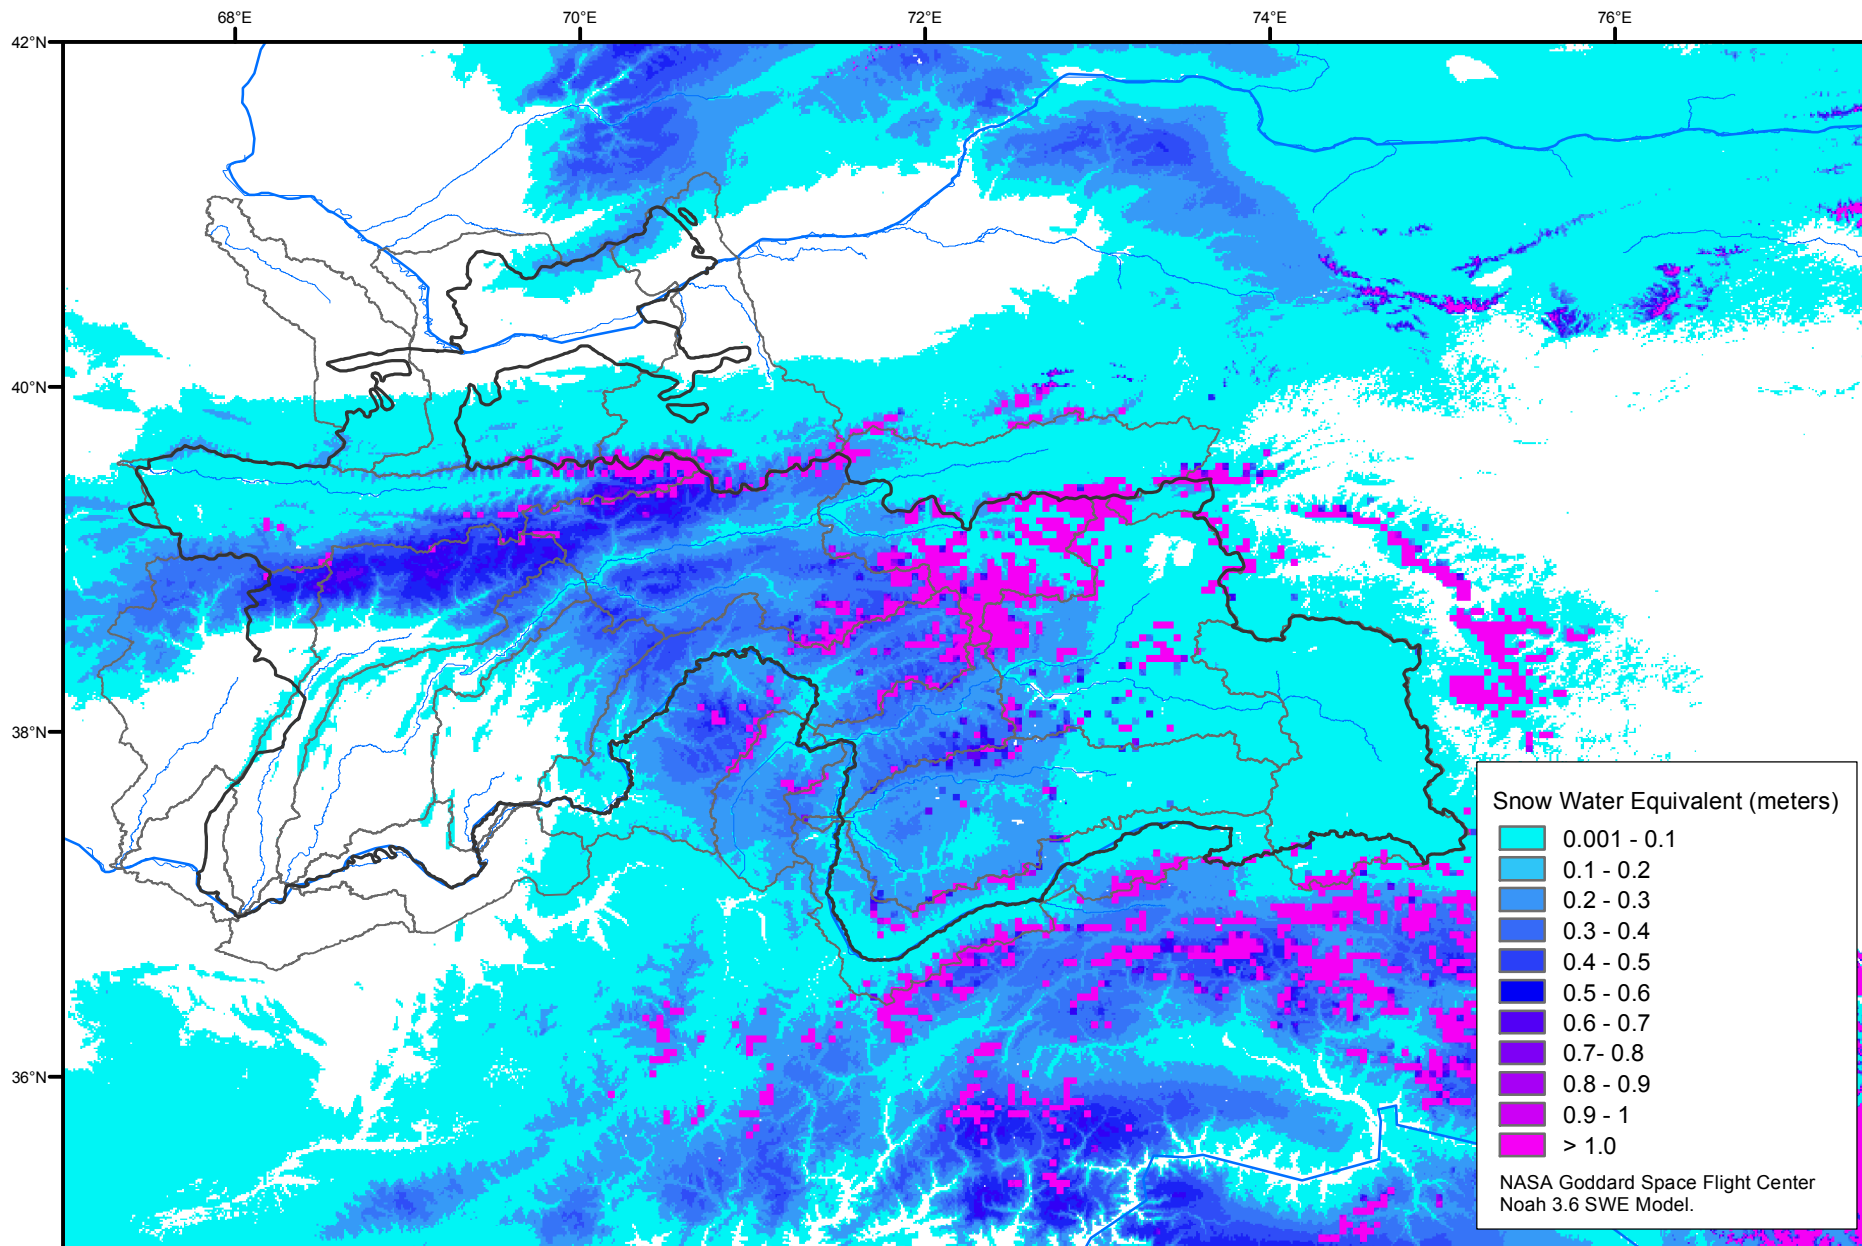 68°E 70°E 72°E 74°E 76°E
42°N
40°N
38°N
36°N
Snow Water Equivalent (meters)
0.001 - 0.1
0.1 - 0.2
0.2 - 0.3
0.3 - 0.4
0.4 - 0.5
0.5 - 0.6
0.6 - 0.7
0.7- 0.8
0.8 - 0.9
0.9 - 1
> 1.0
NASA Goddard Space Flight Center
Noah 3.6 SWE Model.